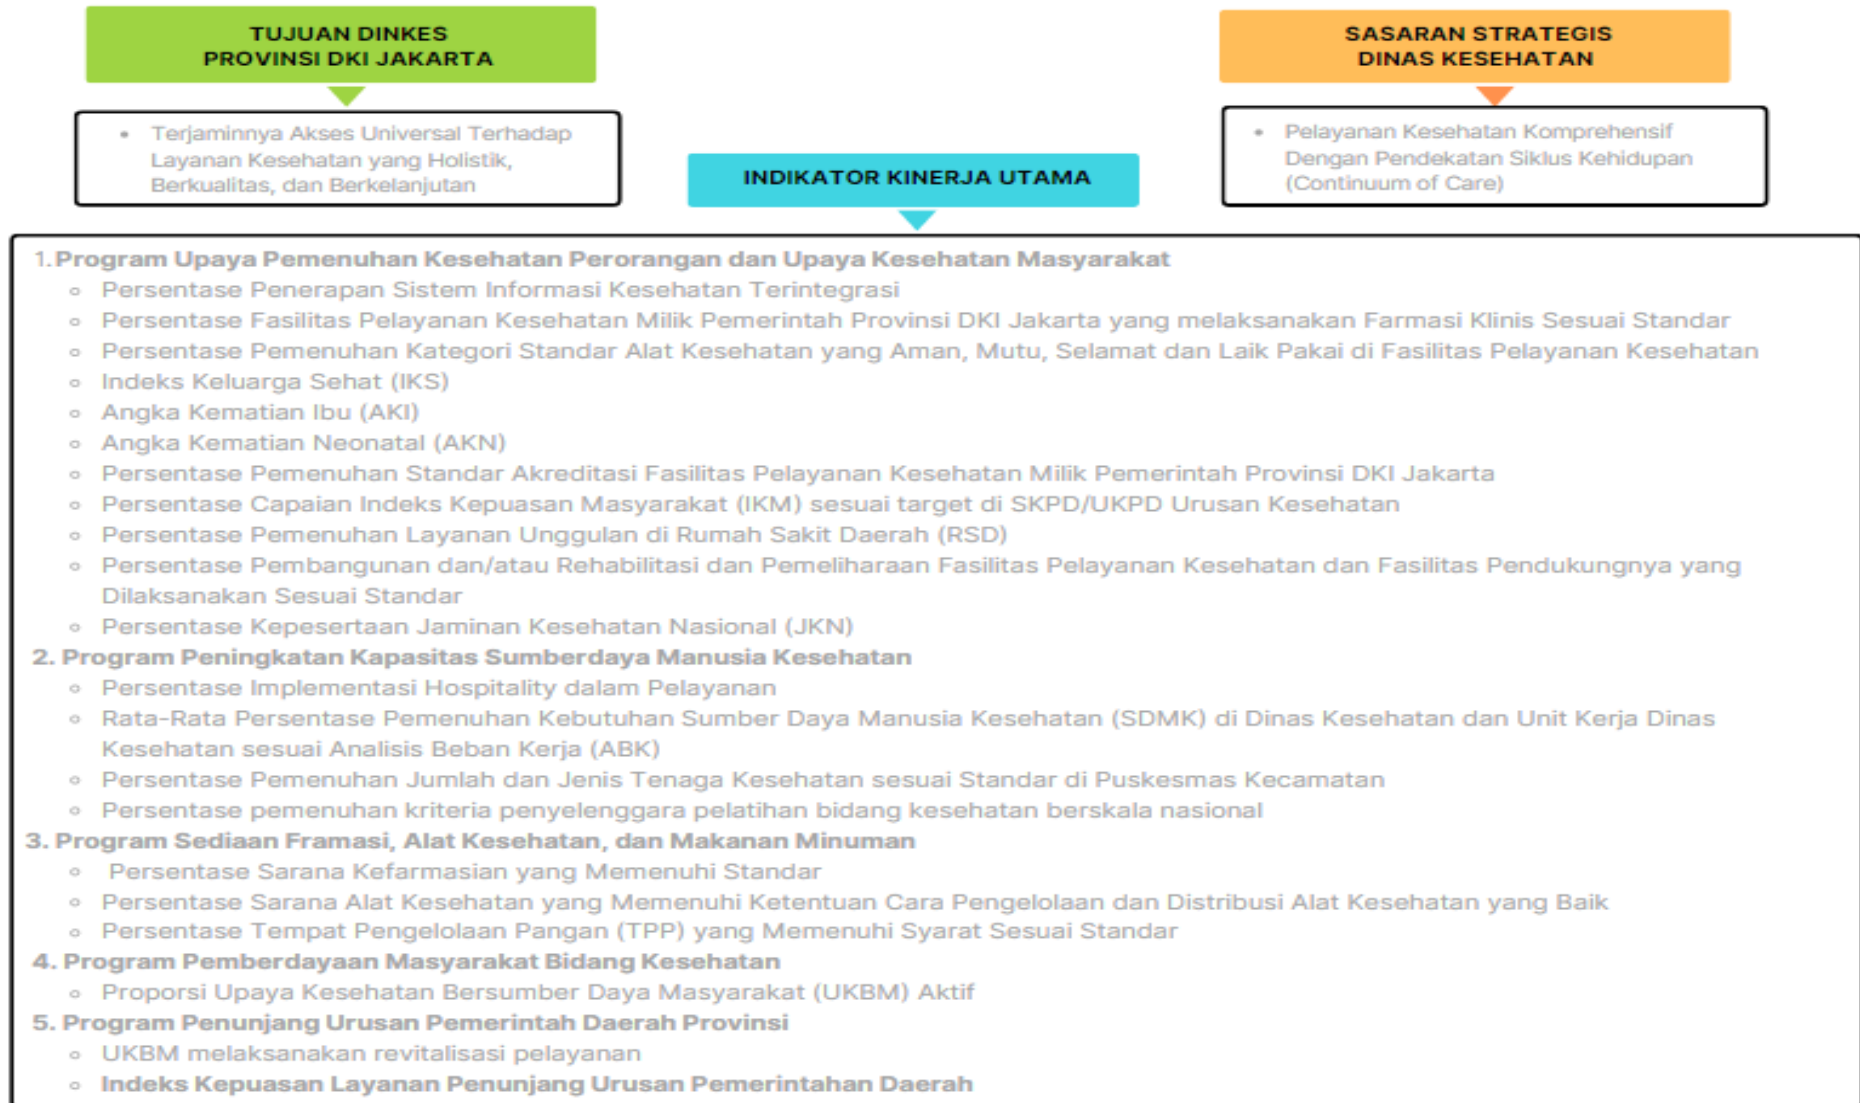 TUJUAN DINKES
PROVINSI DKI JAKARTA
• Terjaminnya Akses Universal Terhadap
Layanan Kesehatan yang Holistik,
Berkualitas, dan Berkelanjutan
SASARAN STRATEGIS
DINAS KESEHATAN
• Pelayanan Kesehatan Komprehensif
Dengan Pendekatan Siklus Kehidupan
(Continuum of Care)
INDIKATOR KINERJA UTAMA
1. Program Upaya Pemenuhan Kesehatan Perorangan dan Upaya Kesehatan Masyarakat
◦ Persentase Penerapan Sistem Informasi Kesehatan Terintegrasi
◦ Persentase Fasilitas Pelayanan Kesehatan Milik Pemerintah Provinsi DKI Jakarta yang melaksanakan Farmasi Klinis Sesuai Standar
◦ Persentase Pemenuhan Kategori Standar Alat Kesehatan yang Aman, Mutu, Selamat dan Laik Pakai di Fasilitas Pelayanan Kesehatan
◦ Indeks Keluarga Sehat (IKS)
◦ Angka Kematian Ibu (AKI)
◦ Angka Kematian Neonatal (AKN)
◦ Persentase Pemenuhan Standar Akreditasi Fasilitas Pelayanan Kesehatan Milik Pemerintah Provinsi DKI Jakarta
◦ Persentase Capaian Indeks Kepuasan Masyarakat (IKM) sesuai target di SKPD/UKPD Urusan Kesehatan
◦ Persentase Pemenuhan Layanan Unggulan di Rumah Sakit Daerah (RSD)
◦ Persentase Pembangunan dan/atau Rehabilitasi dan Pemeliharaan Fasilitas Pelayanan Kesehatan dan Fasilitas Pendukungnya yang
Dilaksanakan Sesuai Standar
◦ Persentase Kepesertaan Jaminan Kesehatan Nasional (JKN)
2. Program Peningkatan Kapasitas Sumberdaya Manusia Kesehatan
◦ Persentase Implementasi Hospitality dalam Pelayanan
◦ Rata-Rata Persentase Pemenuhan Kebutuhan Sumber Daya Manusia Kesehatan (SDMK) di Dinas Kesehatan dan Unit Kerja Dinas
Kesehatan sesuai Analisis Beban Kerja (ABK)
◦ Persentase Pemenuhan Jumlah dan Jenis Tenaga Kesehatan sesuai Standar di Puskesmas Kecamatan
◦ Persentase pemenuhan kriteria penyelenggara pelatihan bidang kesehatan berskala nasional
3. Program Sediaan Framasi, Alat Kesehatan, dan Makanan Minuman
◦ Persentase Sarana Kefarmasian yang Memenuhi Standar
◦ Persentase Sarana Alat Kesehatan yang Memenuhi Ketentuan Cara Pengelolaan dan Distribusi Alat Kesehatan yang Baik
◦ Persentase Tempat Pengelolaan Pangan (TPP) yang Memenuhi Syarat Sesuai Standar
4. Program Pemberdayaan Masyarakat Bidang Kesehatan
◦ Proporsi Upaya Kesehatan Bersumber Daya Masyarakat (UKBM) Aktif
5. Program Penunjang Urusan Pemerintah Daerah Provinsi
◦ UKBM melaksanakan revitalisasi pelayanan
◦ Indeks Kepuasan Layanan Penunjang Urusan Pemerintahan Daerah